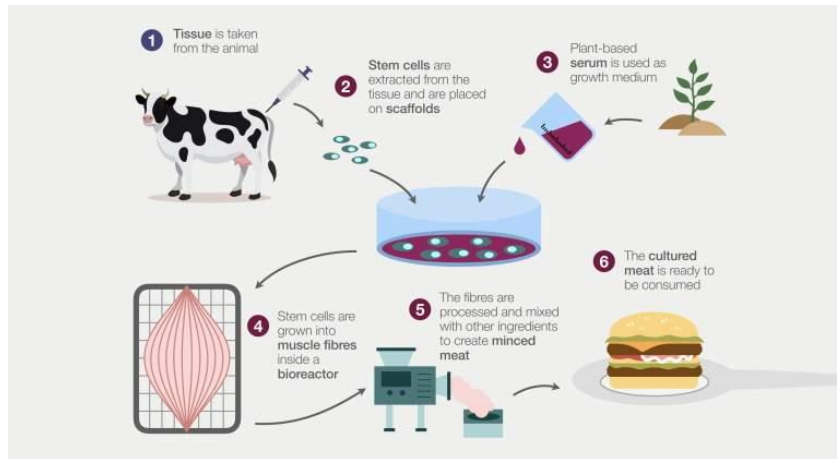 1
Tissue is taken
from the animal
2
Stem cells are
extracted from the
tissue and are placed
on scaffolds
3
Plant-based
serum is used as
growth medium
4
Stem cells are
grown into
muscle fibres
inside a
bioreactor
5
The fibres are
processed and mixed
with other ingredients
to create minced
meat
6
The cultured
meat is ready to
be consumed